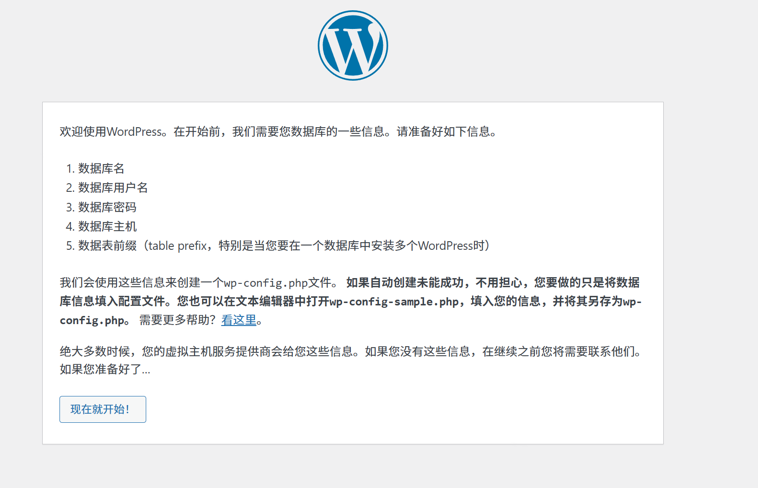 欢迎使用WordPress。在开始前，我们需要您数据库的一些信息。请准备好如下信息。
1. 数据库名
2. 数据库用户名
3. 数据库密码
4. 数据库主机
5. 数据表前缀（table prefix，特别是当您要在一个数据库中安装多个WordPress时）
我们会使用这些信息来创建一个wp-config.php文件。 如果自动创建未能成功，不用担心，您要做的只是将数据
库信息填入配置文件。您也可以在文本编辑器中打开wp-config-sample.php，填入您的信息，并将其另存为wp-
config.php。 需要更多帮助？看这里。
绝大多数时候，您的虚拟主机服务提供商会给您这些信息。如果您没有这些信息，在继续之前您将需要联系他们。
如果您准备好了...
现在就开始！